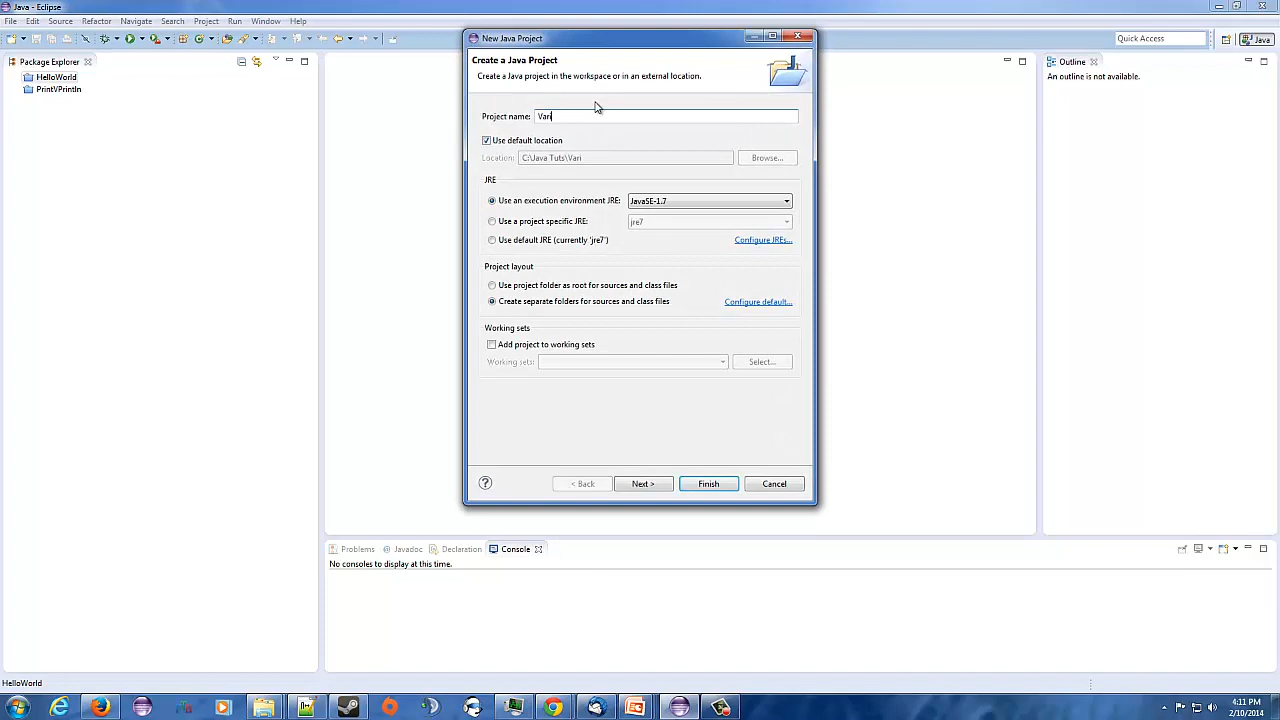 Java - Eclipse
File Edit Source Refactor Navigate Search Project Run Window Help
Quick Access
Java
Package Explorer
HelloWorld
PrintVPrintln
New Java Project
Create a Java Project
Create a Java project in the workspace or in an external location.
Project name: Vari
Use default location
Location: C:\Java Tuts\Vari Browse...
JRE
Use an execution environment JRE: JavaSE-1.7
Use a project specific JRE: jre7
Use default JRE (currently 'jre7') Configure JREs...
Project layout
Use project folder as root for sources and class files
Create separate folders for sources and class files Configure default...
Working sets
Add project to working sets
Working sets: Select...
? < Back Next > Finish Cancel
Outline
An outline is not available.
Problems @ Javadoc Declaration Console
No consoles to display at this time.
HelloWorld
4:11 PM
2/10/2014